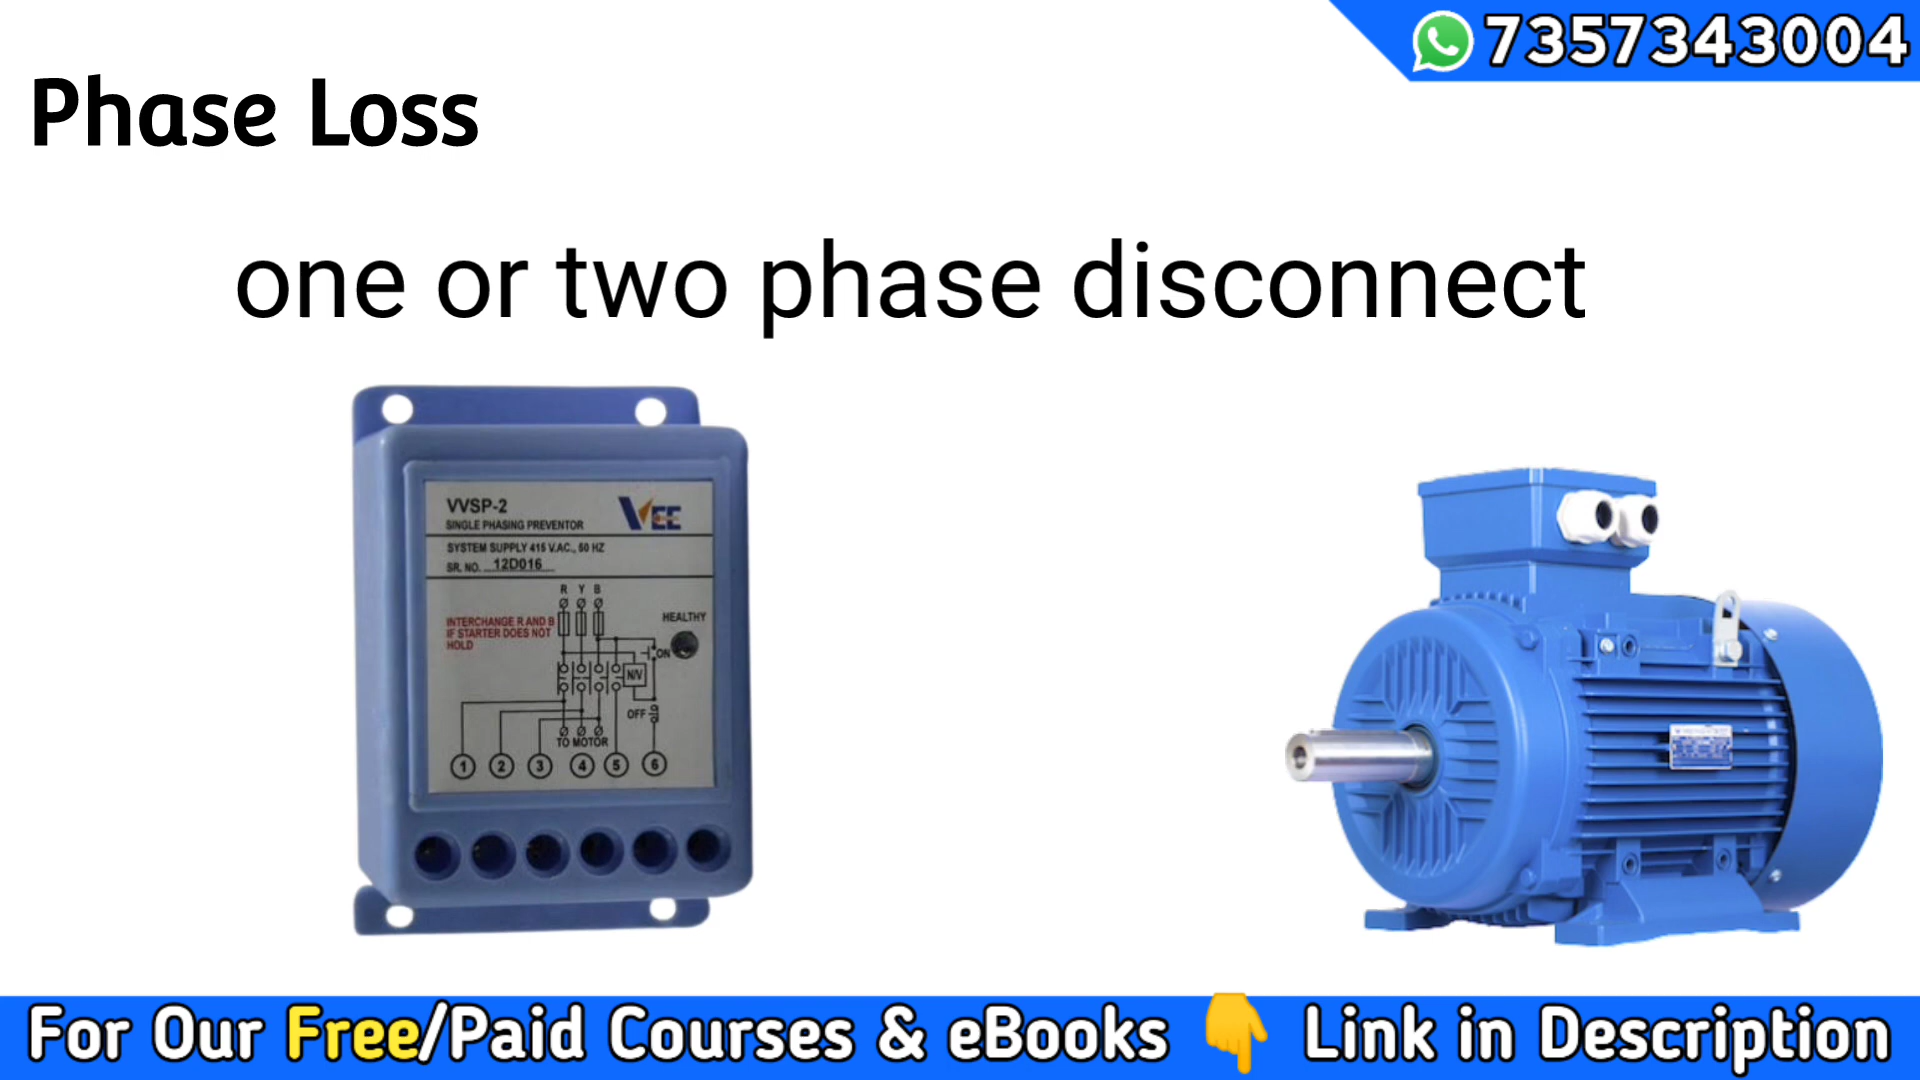 7357343004
Phase Loss
one or two phase disconnect
VVSP-2
VEE
SINGLE PHASING PREVENTOR
SYSTEM SUPPLY 415 V.AC., 50 HZ
SR. NO. 12D016
R Y B
INTERCHANGE R AND B
IF STARTER DOES NOT
HOLD
HEALTHY
ON
N/V
OFF
TO MOTOR
1 2 3 4 5 6
For Our Free/Paid Courses & eBooks 👇 Link in Description